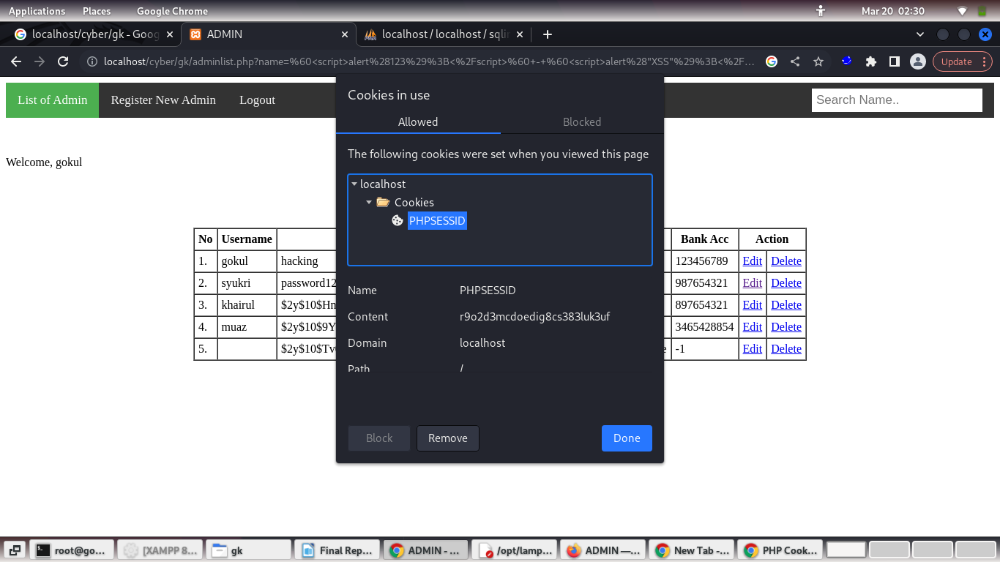 Applications Places Google Chrome Mar 20 02:30
localhost/cyber/gk - Goog ADMIN localhost / localhost / sqlin
localhost/cyber/gk/adminlist.php?name=%60<script>alert%28123%29%3B<%2Fscript>%60+-+%60<script>alert%28"XSS"%29%3B<%2F... Update
List of Admin Register New Admin Logout Search Name..
Welcome, gokul
Cookies in use
Allowed Blocked
The following cookies were set when you viewed this page
localhost
Cookies
PHPSESSID
Name PHPSESSID
Content r9o2d3mcdoedig8cs383luk3uf
Domain localhost
Path /
Block Remove Done
No Username Bank Acc Action
1. gokul hacking 123456789 Edit Delete
2. syukri password12 987654321 Edit Delete
3. khairul $2y$10$Hn 897654321 Edit Delete
4. muaz $2y$10$9Y 3465428854 Edit Delete
5. $2y$10$Tv e -1 Edit Delete
root@go... [XAMPP 8... gk Final Rep... ADMIN - ... /opt/lamp... ADMIN —... New Tab -... PHP Cook...